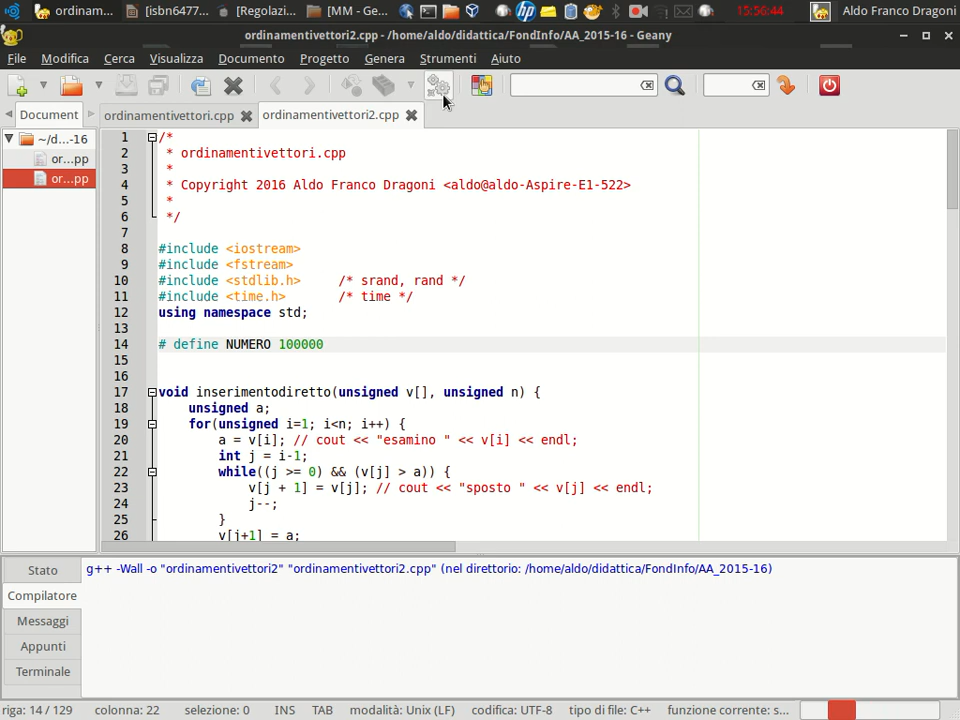 ordinam...
[isbn6477...
[Regolazi...
[MM - Ge...
hp
15:56:44
Aldo Franco Dragoni
ordinamentivettori2.cpp - /home/aldo/didattica/FondInfo/AA_2015-16 - Geany
File Modifica Cerca Visualizza Documento Progetto Genera Strumenti Aiuto
Document
ordinamentivettori.cpp
ordinamentivettori2.cpp
~/d...-16
or...pp
or...pp
1 /*
2 * ordinamentivettori.cpp
3 *
4 * Copyright 2016 Aldo Franco Dragoni <aldo@aldo-Aspire-E1-522>
5 *
6 */
7
8 #include <iostream>
9 #include <fstream>
10 #include <stdlib.h> /* srand, rand */
11 #include <time.h> /* time */
12 using namespace std;
13
14 # define NUMERO 100000
15
16
17 void inserimentodiretto(unsigned v[], unsigned n) {
18 unsigned a;
19 for(unsigned i=1; i<n; i++) {
20 a = v[i]; // cout << "esamino " << v[i] << endl;
21 int j = i-1;
22 while((j >= 0) && (v[j] > a)) {
23 v[j + 1] = v[j]; // cout << "sposto " << v[j] << endl;
24 j--;
25 }
26 v[j+1] = a;
Stato
Compilatore
Messaggi
Appunti
Terminale
g++ -Wall -o "ordinamentivettori2" "ordinamentivettori2.cpp" (nel direttorio: /home/aldo/didattica/FondInfo/AA_2015-16)
riga: 14 / 129 colonna: 22 selezione: 0 INS TAB modalità: Unix (LF) codifica: UTF-8 tipo di file: C++ funzione corrente: s...